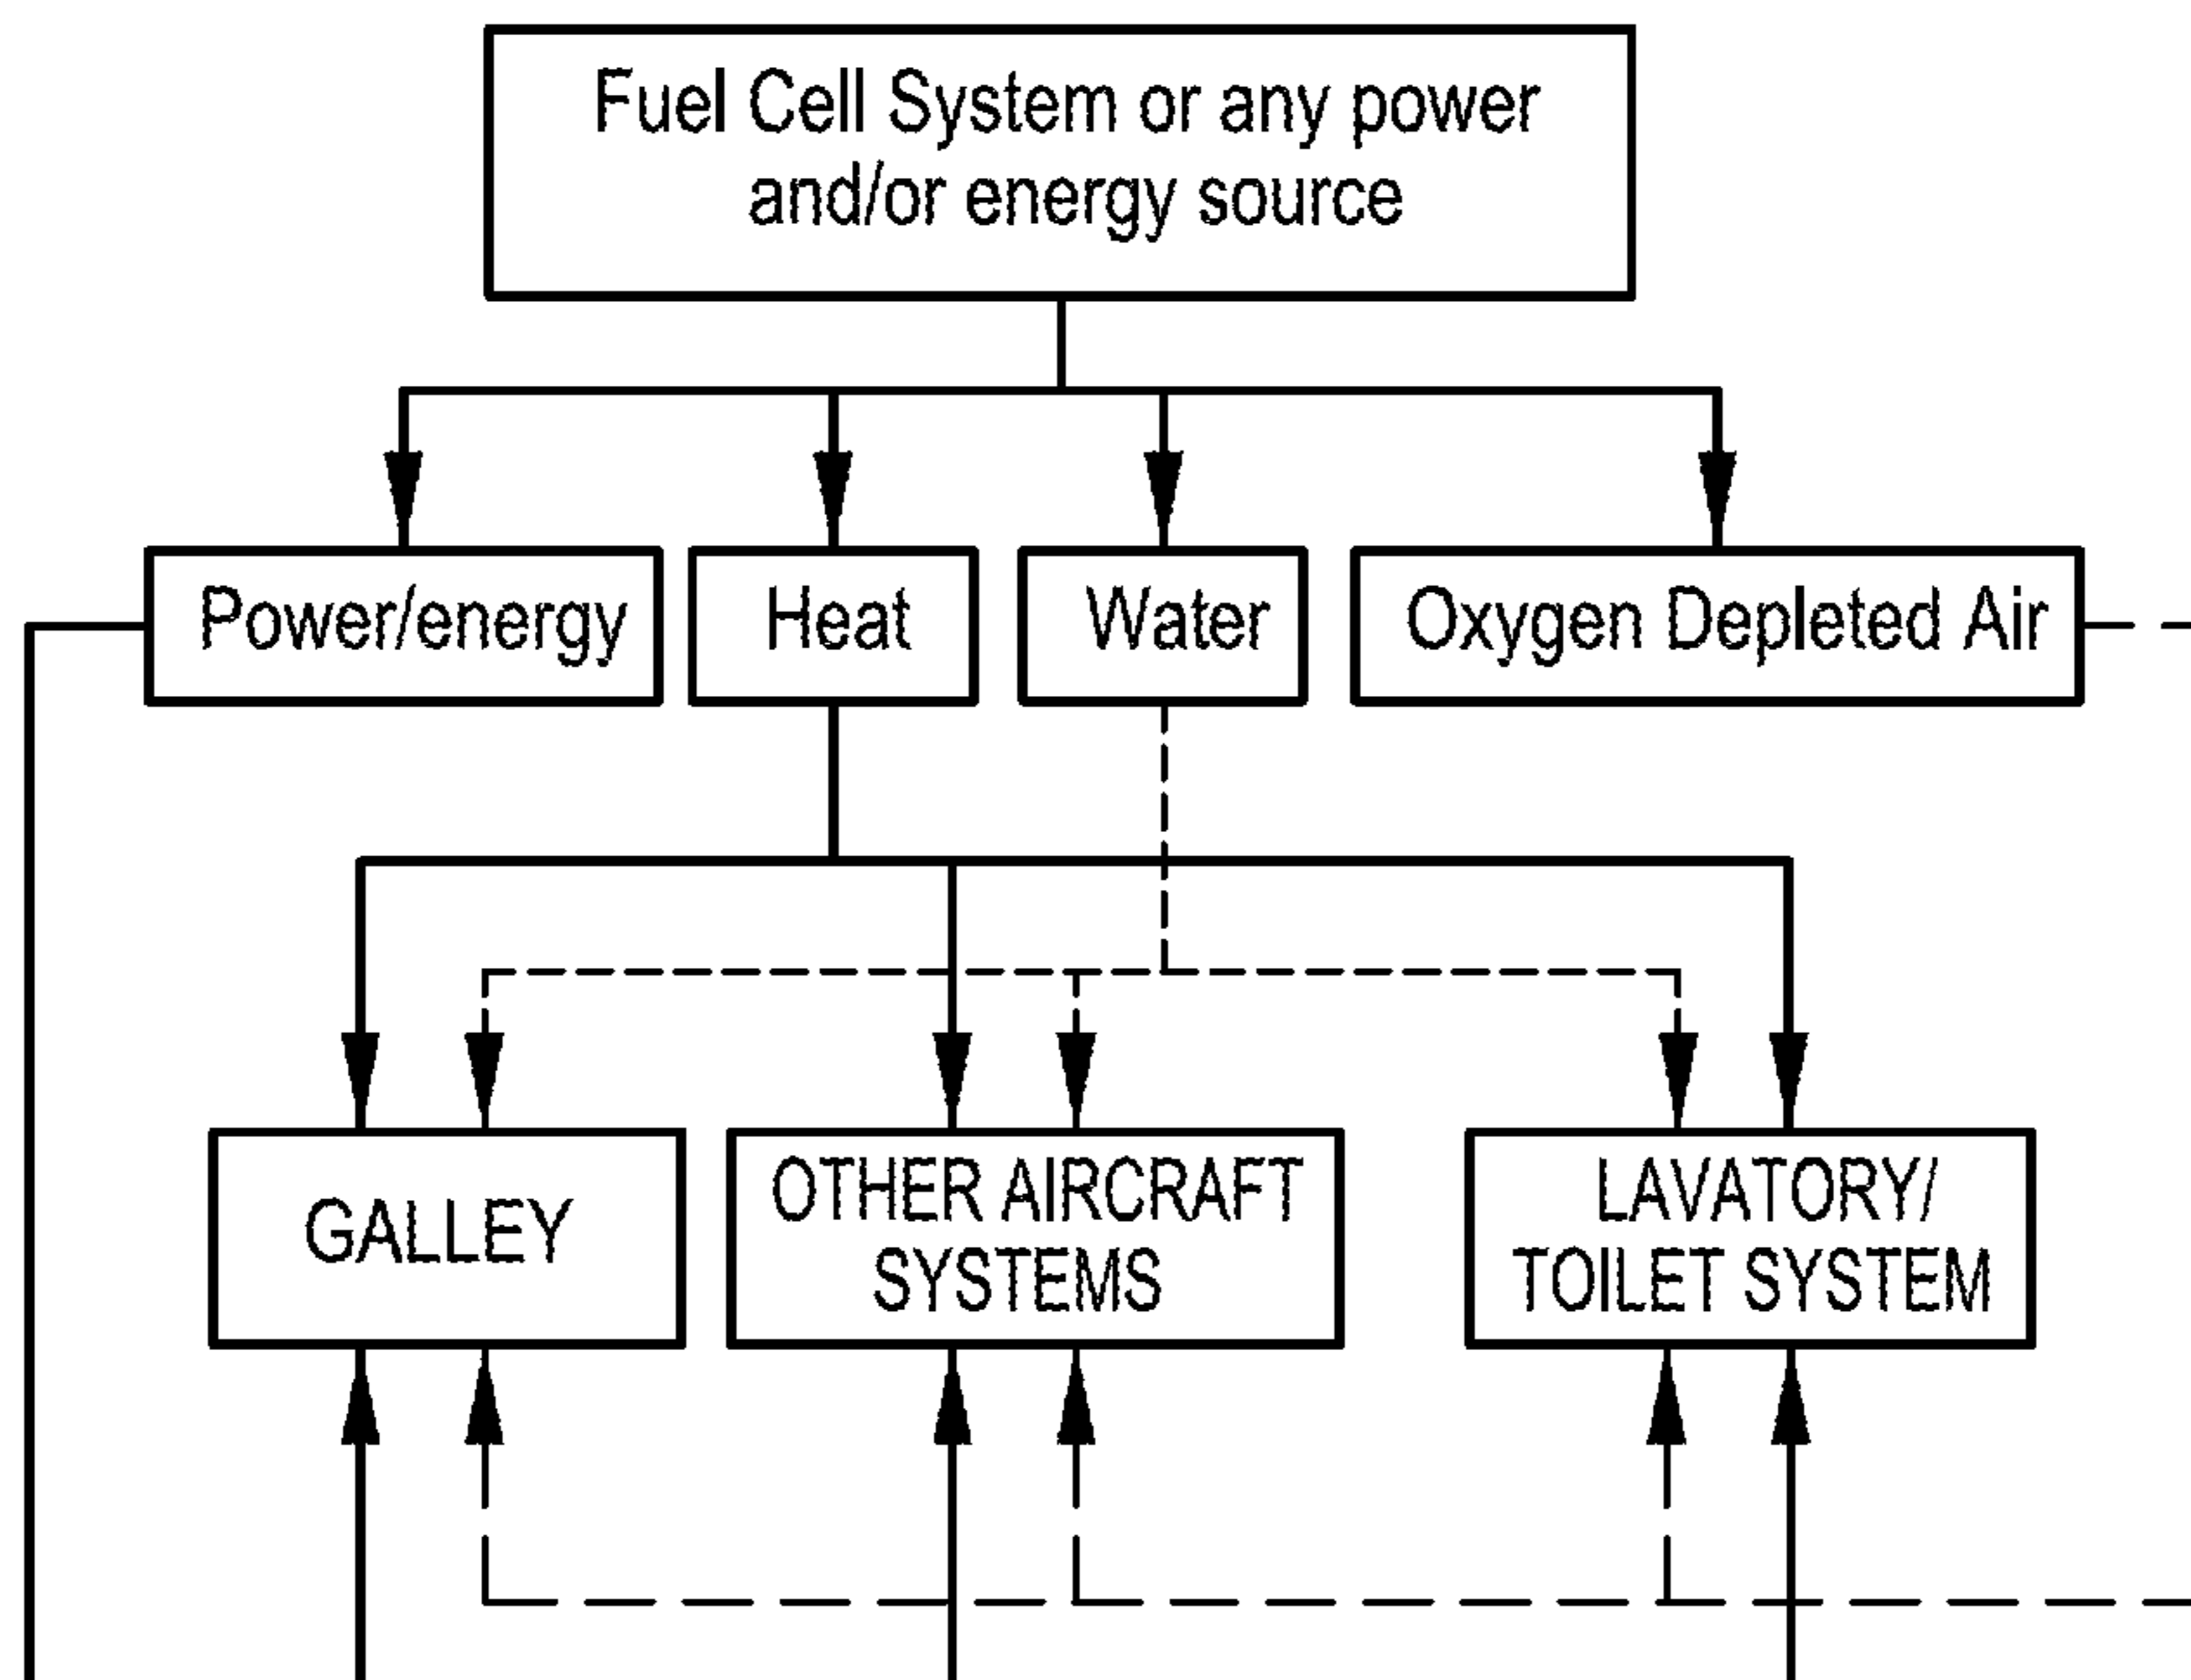 Fuel Cell System or any power
and/or energy source
Power/energy
Heat
Water
Oxygen Depleted Air
GALLEY
OTHER AIRCRAFT
SYSTEMS
LAVATORY/
TOILET SYSTEM